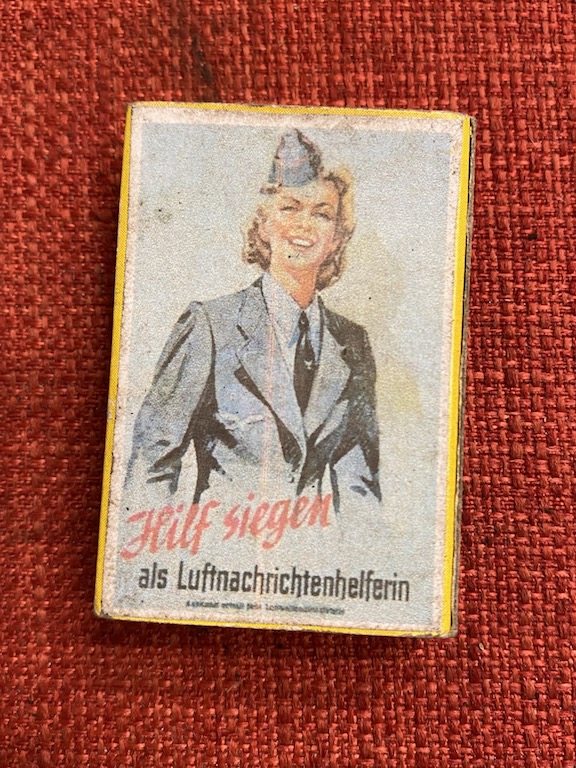 Hilf siegen
als Luftnachrichtenhelferin